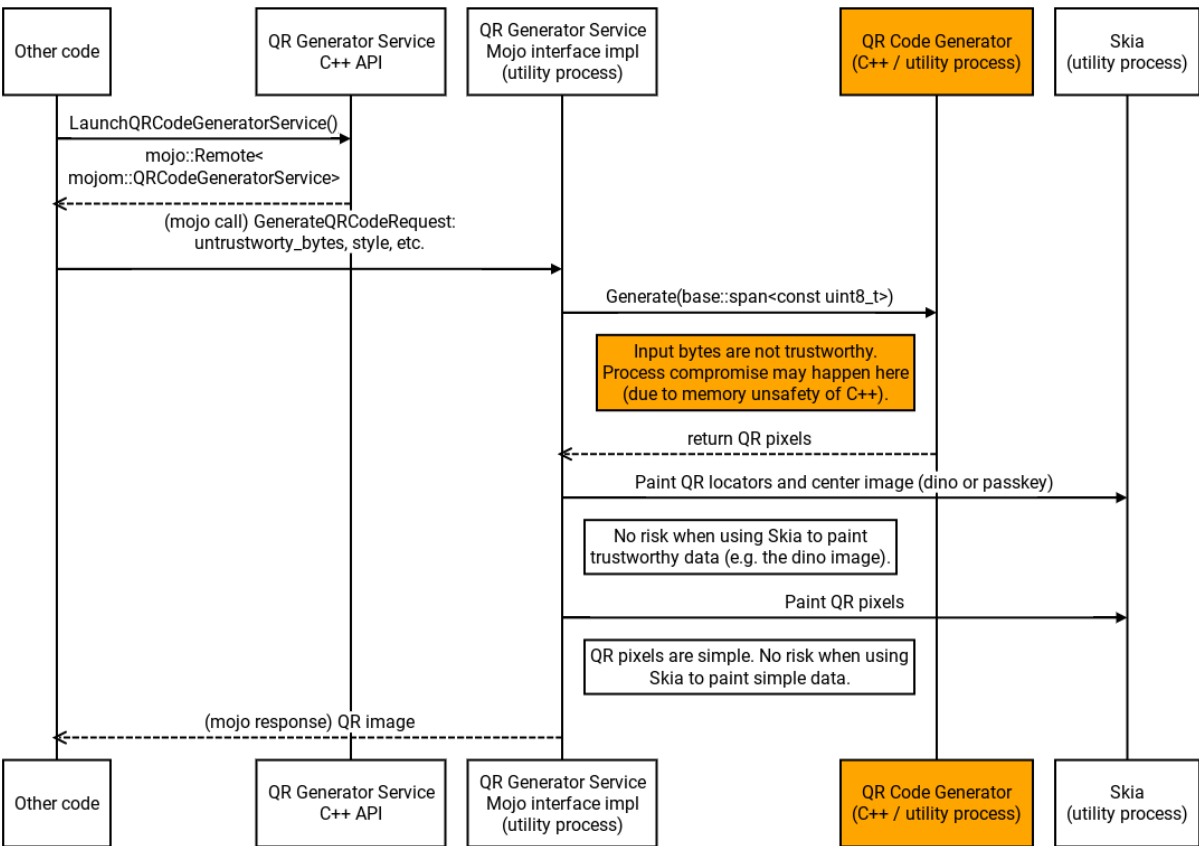 Other code
QR Generator Service
C++ API
QR Generator Service
Mojo interface impl
(utility process)
QR Code Generator
(C++ / utility process)
Skia
(utility process)
LaunchQRCodeGeneratorService()
mojo::Remote<
mojom::QRCodeGeneratorService>
(mojo call) GenerateQRCodeRequest:
untrustworty_bytes, style, etc.
Generate(base::span<const uint8_t>)
Input bytes are not trustworthy.
Process compromise may happen here
(due to memory unsafety of C++).
return QR pixels
Paint QR locators and center image (dino or passkey)
No risk when using Skia to paint
trustworthy data (e.g. the dino image).
Paint QR pixels
QR pixels are simple. No risk when using
Skia to paint simple data.
(mojo response) QR image
Other code
QR Generator Service
C++ API
QR Generator Service
Mojo interface impl
(utility process)
QR Code Generator
(C++ / utility process)
Skia
(utility process)